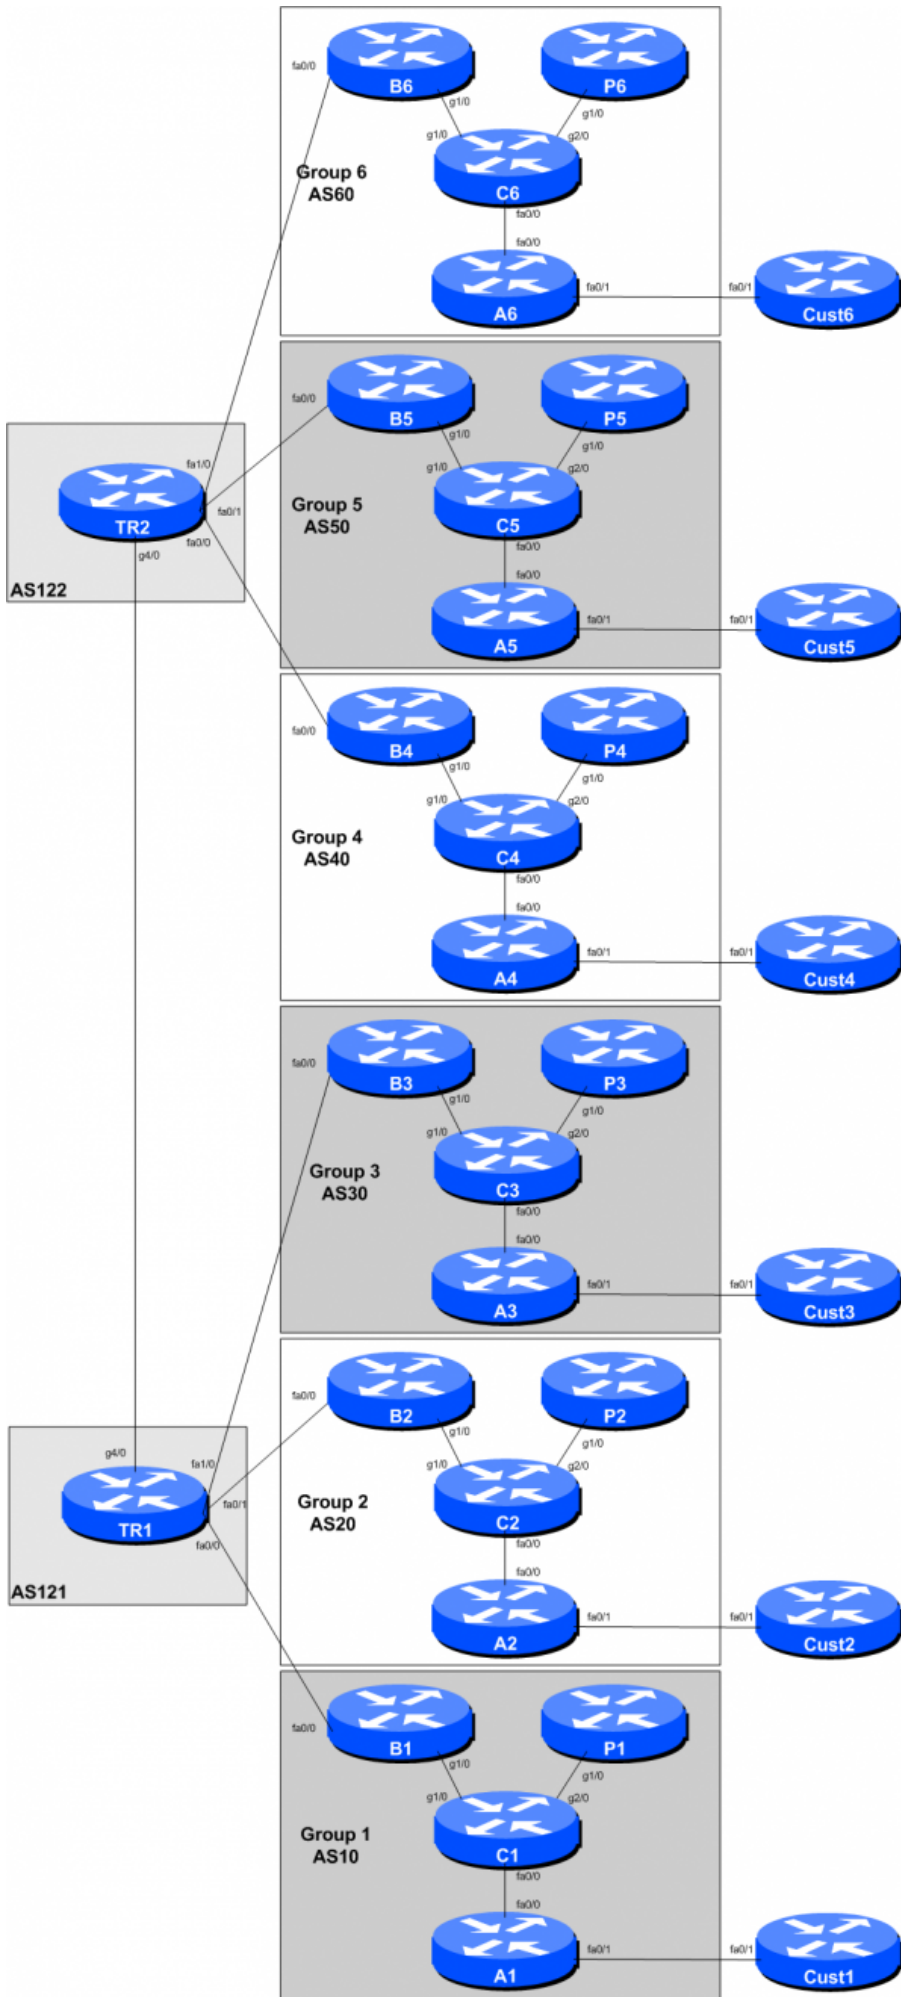 fa0/0
B6
P6
g1/0
g1/0
g1/0
g2/0
Group 6
AS60
C6
fa0/0
fa0/0
A6
fa0/1
fa0/1
Cust6
fa0/0
B5
P5
g1/0
g1/0
g1/0
g2/0
Group 5
AS50
C5
fa0/0
fa0/0
A5
fa0/1
fa0/1
Cust5
fa1/0
fa0/1
TR2
fa0/0
g4/0
AS122
fa0/0
B4
P4
g1/0
g1/0
g1/0
g2/0
Group 4
AS40
C4
fa0/0
fa0/0
A4
fa0/1
fa0/1
Cust4
fa0/0
B3
P3
g1/0
g1/0
g1/0
g2/0
Group 3
AS30
C3
fa0/0
fa0/0
A3
fa0/1
fa0/1
Cust3
fa0/0
B2
P2
g1/0
g1/0
g1/0
g2/0
Group 2
AS20
C2
fa0/0
fa0/0
A2
fa0/1
fa0/1
Cust2
g4/0
fa1/0
fa0/1
TR1
fa0/0
AS121
fa0/0
B1
P1
g1/0
g1/0
g1/0
g2/0
Group 1
AS10
C1
fa0/0
fa0/0
A1
fa0/1
fa0/1
Cust1